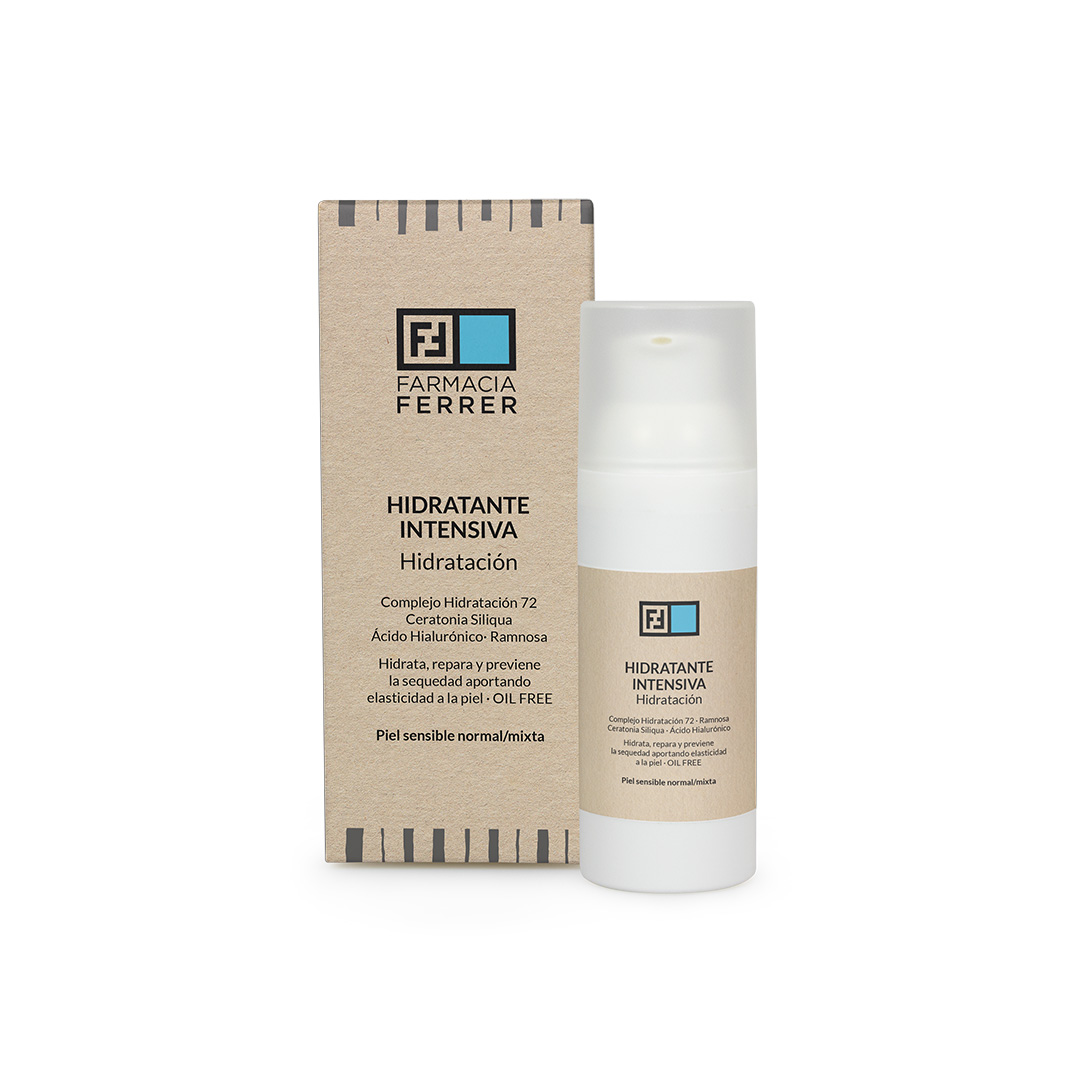 FF
FARMACIA
FERRER
HIDRATANTE
INTENSIVA
Hidratación
Complejo Hidratación 72
Ceratonia Siliqua
Ácido Hialurónico· Ramnosa
Hidrata, repara y previene
la sequedad aportando
elasticidad a la piel · OIL FREE
Piel sensible normal/mixta
FF
HIDRATANTE
INTENSIVA
Hidratación
Complejo Hidratación 72 · Ramnosa
Ceratonia Siliqua · Ácido Hialurónico
Hidrata, repara y previene
la sequedad aportando elasticidad
a la piel · OIL FREE
Piel sensible normal/mixta